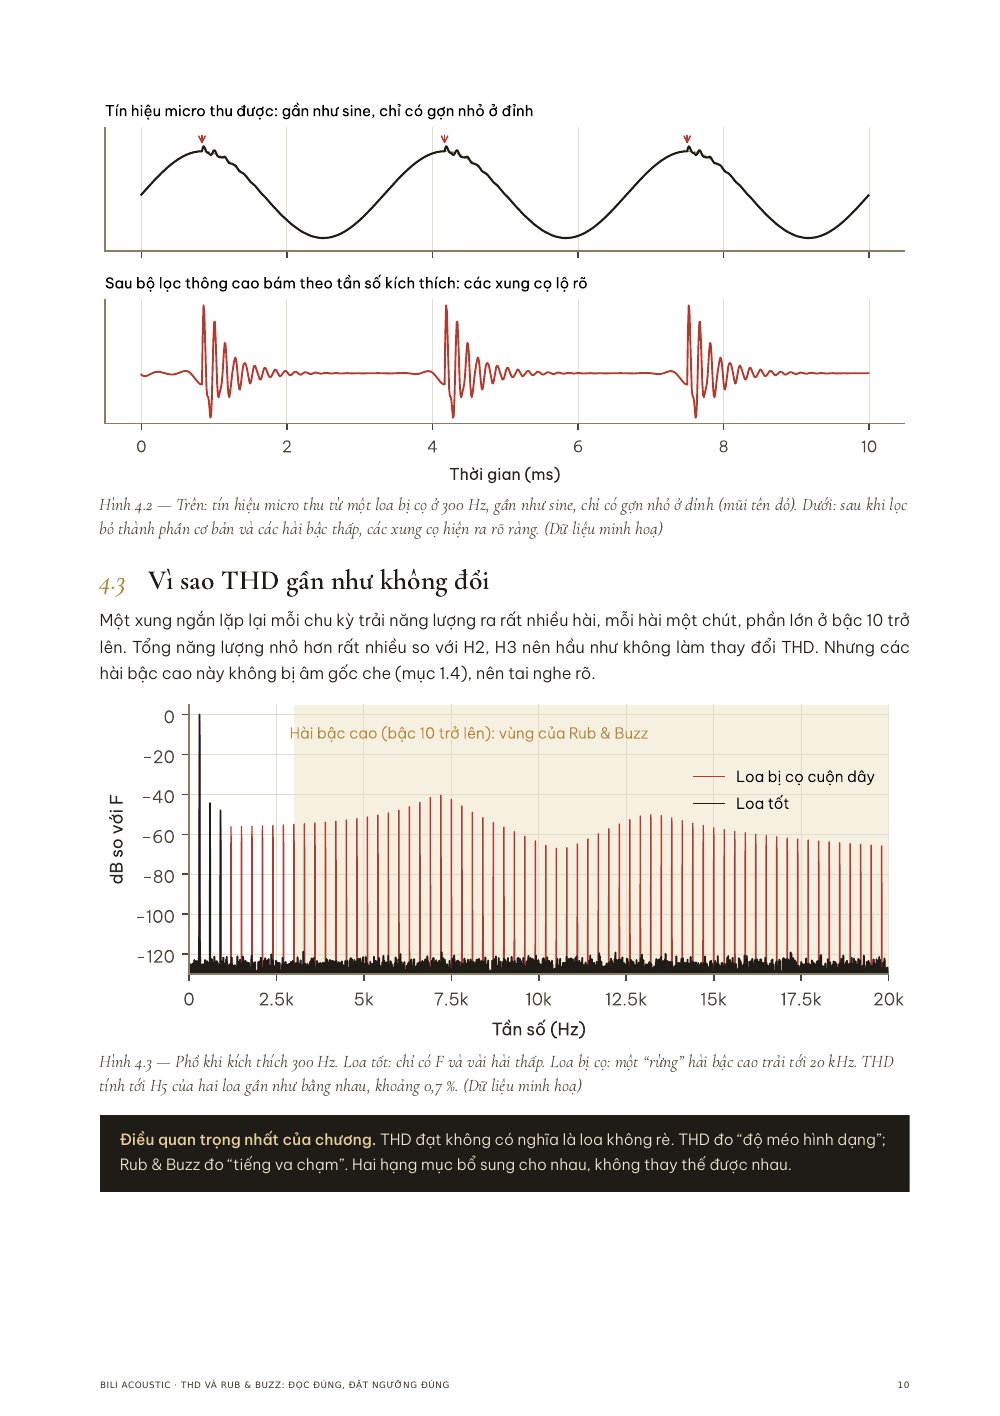 Tín hiệu micro thu được: gần như sine, chỉ có gợn nhỏ ở đỉnh
Sau bộ lọc thông cao bám theo tần số kích thích: các xung cọ lộ rõ
0 2 4 6 8 10
Thời gian (ms)
Hình 4.2 — Trên: tín hiệu micro thu từ một loa bị cọ ở 300 Hz, gần như sine, chỉ có gợn nhỏ ở đỉnh (mũi tên đỏ). Dưới: sau khi lọc
bỏ thành phần cơ bản và các hài bậc thấp, các xung cọ hiện ra rõ ràng. (Dữ liệu minh hoạ)
4.3 Vì sao THD gần như không đổi
Một xung ngắn lặp lại mỗi chu kỳ trải năng lượng ra rất nhiều hài, mỗi hài một chút, phần lớn ở bậc 10 trở
lên. Tổng năng lượng nhỏ hơn rất nhiều so với H2, H3 nên hầu như không làm thay đổi THD. Nhưng các
hài bậc cao này không bị âm gốc che (mục 1.4), nên tai nghe rõ.
Hài bậc cao (bậc 10 trở lên): vùng của Rub & Buzz
Loa bị cọ cuộn dây
Loa tốt
dB so với F
0
−20
−40
−60
−80
−100
−120
0 2.5k 5k 7.5k 10k 12.5k 15k 17.5k 20k
Tần số (Hz)
Hình 4.3 — Phổ khi kích thích 300 Hz. Loa tốt: chỉ có F và vài hài thấp. Loa bị cọ: một “rừng” hài bậc cao trải tới 20 kHz. THD
tính tới H5 của hai loa gần như bằng nhau, khoảng 0,7 %. (Dữ liệu minh hoạ)
Điều quan trọng nhất của chương. THD đạt không có nghĩa là loa không rè. THD đo “độ méo hình dạng”;
Rub & Buzz đo “tiếng va chạm”. Hai hạng mục bổ sung cho nhau, không thay thế được nhau.
BILI ACOUSTIC · THD VÀ RUB & BUZZ: ĐỌC ĐÚNG, ĐẶT NGƯỠNG ĐÚNG 10